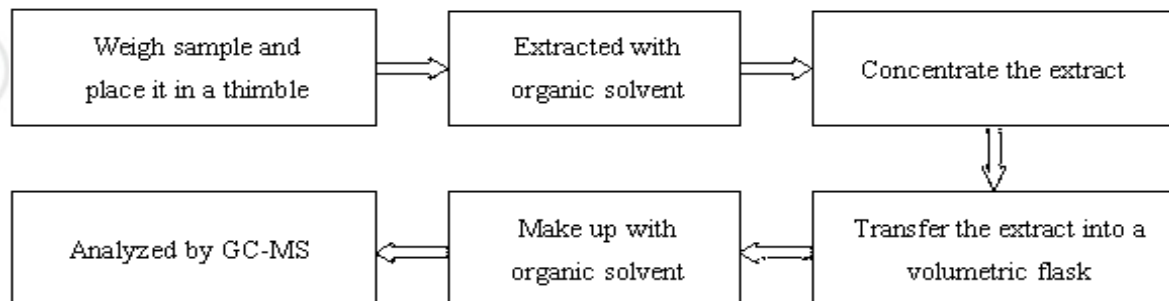 Weigh sample and
place it in a thimble
Extracted with
organic solvent
Concentrate the extract
Transfer the extract into a
volumetric flask
Make up with
organic solvent
Analyzed by GC-MS